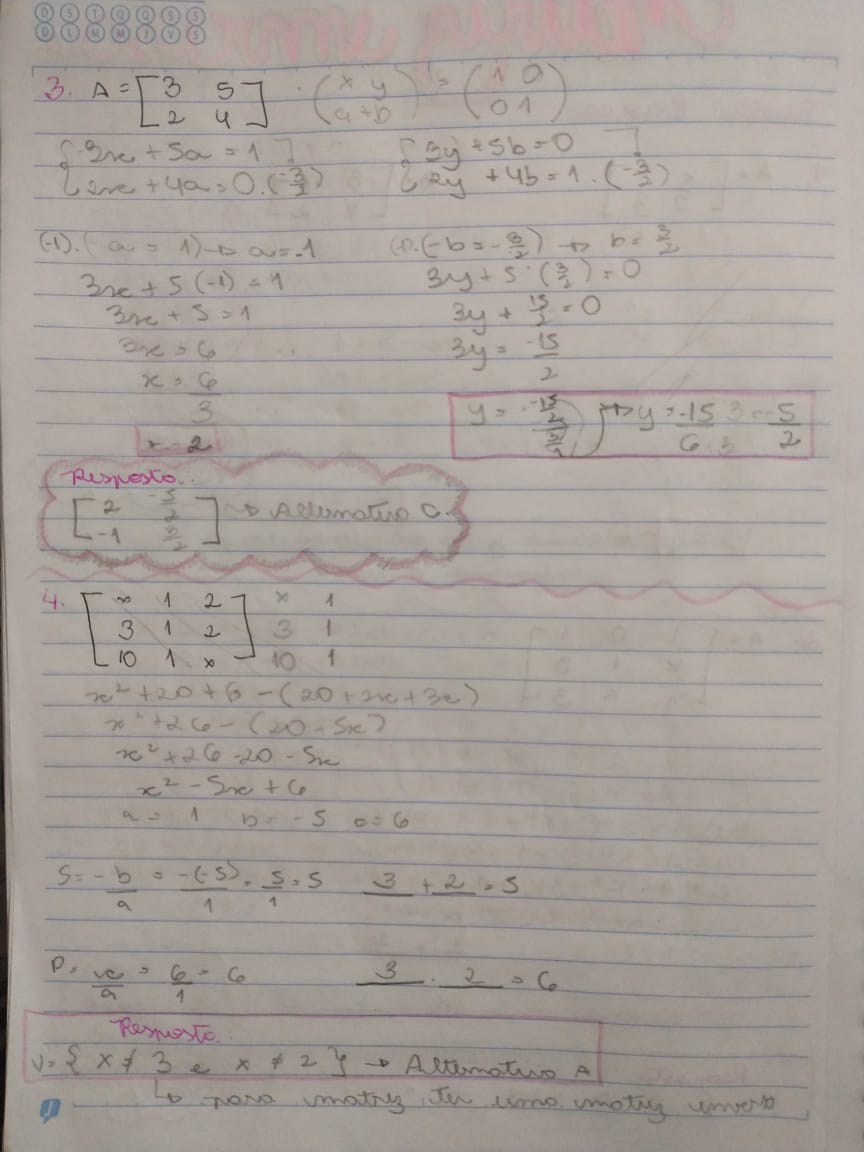 D S T Q Q S S
D L M M J V S
3. A = [3 5 / 2 4] · (x y / a + b) = (1 0 / 0 1)
{ 3x + 5a = 1 { 3y + 5b = 0
{ 2x + 4a = 0 . (-3/2) { 2y + 4b = 1 . (-3/2)
(-1). (a = 1) → a = -1 (-1). (-b = -3/2) → b = 3/2
3x + 5 (-1) = 1 3y + 5 · (3/2) = 0
3x + 5 = 1 3y + 15/2 = 0
3x = 6 3y = -15/2
x = 6/3
x = 2 y = → y = -15/6 3 3 = -5/2
Resposta:
[2 -5/2 / -1 3/2] → Alternativa C.
4. [x 1 2 / 3 1 2 / 10 1 x] x 1 / 3 1 / 10 1
x² + 20 + 6 - (20 + 2x + 3x)
x² + 26 - (20 - 5x)
x² + 26 - 20 - 5x
x² - 5x + 6
a = 1 b = -5 c = 6
S = -b/a = -(-5)/1 = 5/1 = 5 3 + 2 = 5
P = c/a = 6/1 = 6 3 . 2 = 6
Resposta:
V = { x ≠ 3 e x ≠ 2 } → Alternativa A
↳ para matriz ter uma matriz inversa